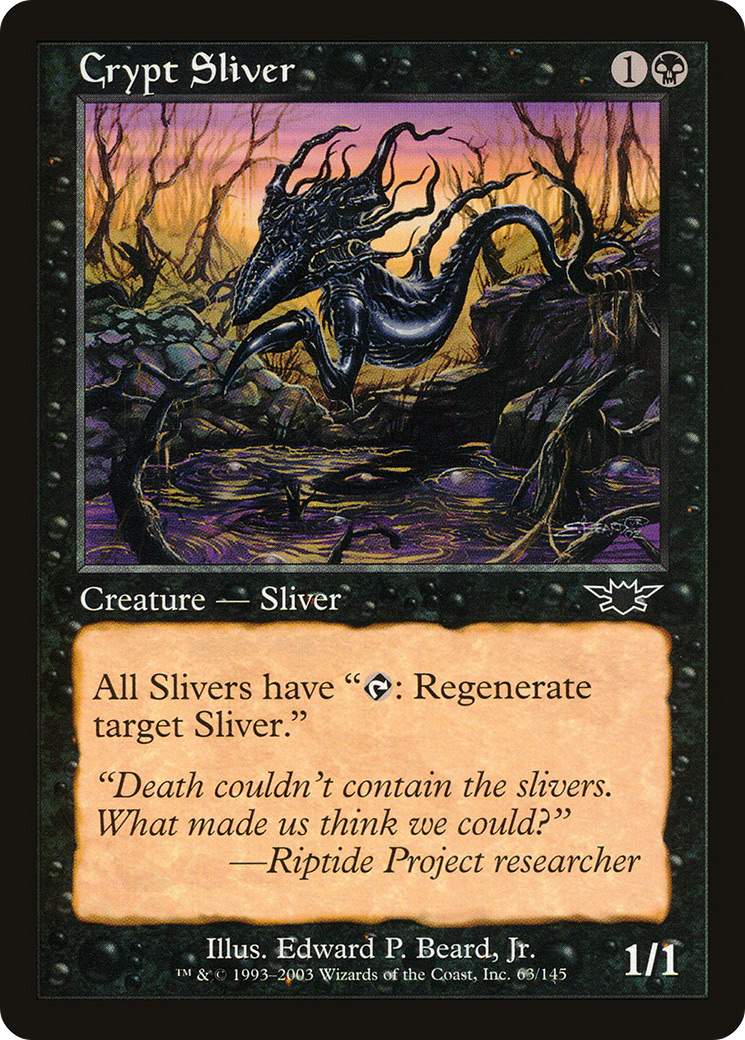 Crypt Sliver
1
Creature — Sliver
All Slivers have “: Regenerate
target Sliver.”
“Death couldn’t contain the slivers.
What made us think we could?”
—Riptide Project researcher
Illus. Edward P. Beard, Jr.
™ & © 1993–2003 Wizards of the Coast, Inc. 63/145
1/1